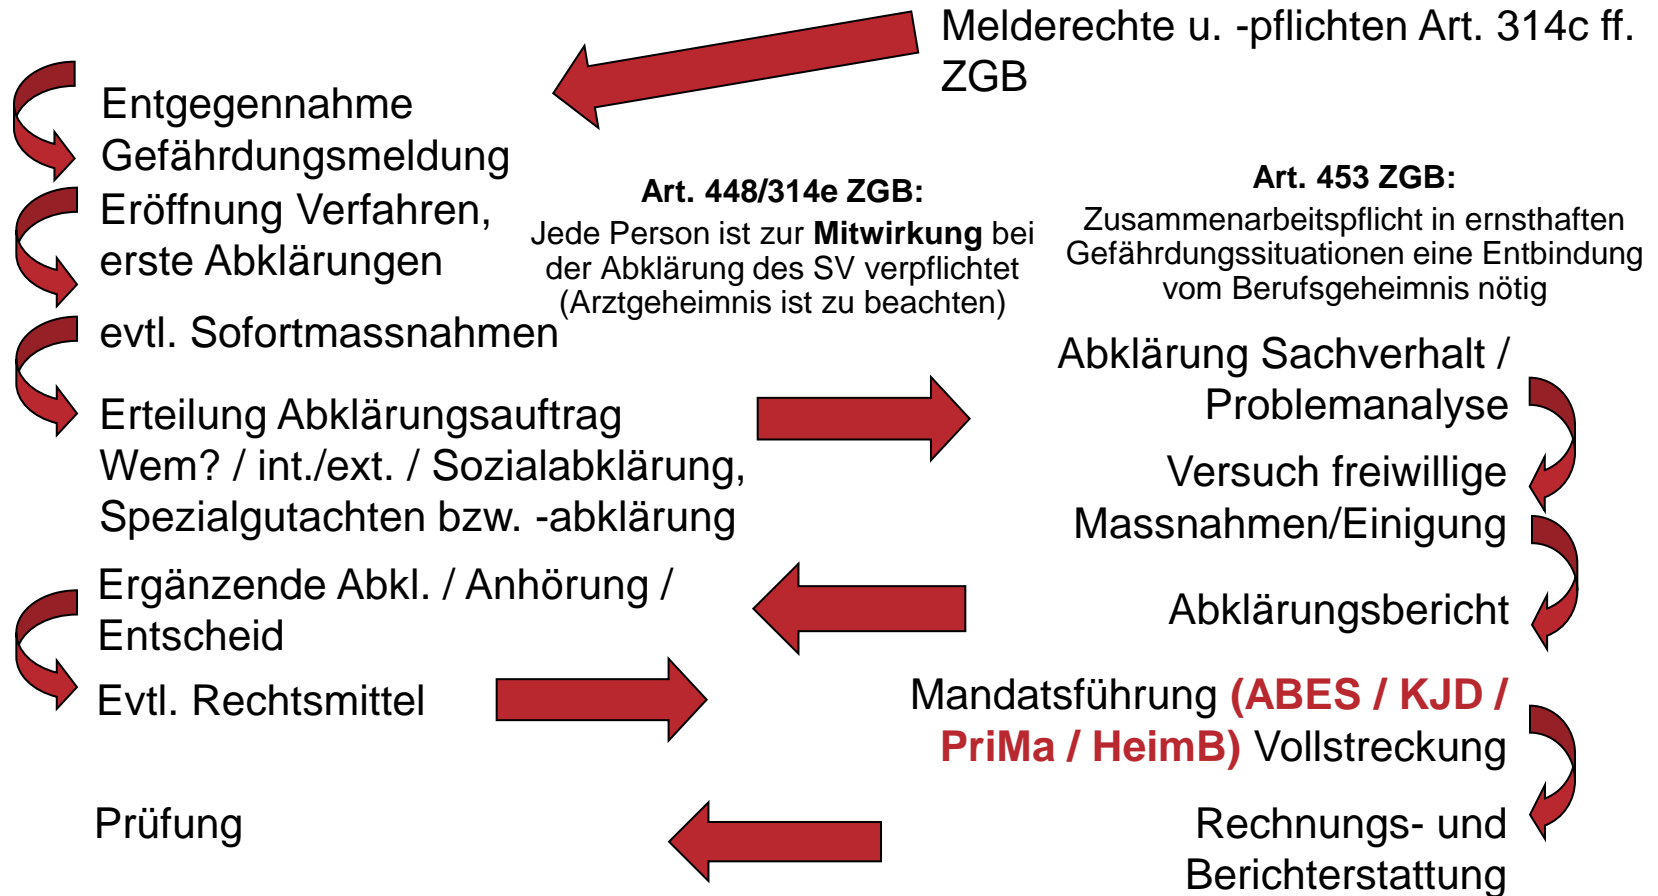 Melderechte u. -pflichten Art. 314c ff.
ZGB
Entgegennahme
Gefährdungsmeldung
Eröffnung Verfahren,
erste Abklärungen
evtl. Sofortmassnahmen
Erteilung Abklärungsauftrag
Wem? / int./ext. / Sozialabklärung,
Spezialgutachten bzw. -abklärung
Art. 448/314e ZGB:
Jede Person ist zur Mitwirkung bei
der Abklärung des SV verpflichtet
(Arztgeheimnis ist zu beachten)
Art. 453 ZGB:
Zusammenarbeitspflicht in ernsthaften
Gefährdungssituationen eine Entbindung
vom Berufsgeheimnis nötig
Abklärung Sachverhalt /
Problemanalyse
Versuch freiwillige
Massnahmen/Einigung
Abklärungsbericht
Ergänzende Abkl. / Anhörung /
Entscheid
Evtl. Rechtsmittel
Mandatsführung (ABES / KJD /
PriMa / HeimB) Vollstreckung
Rechnungs- und
Berichterstattung
Prüfung